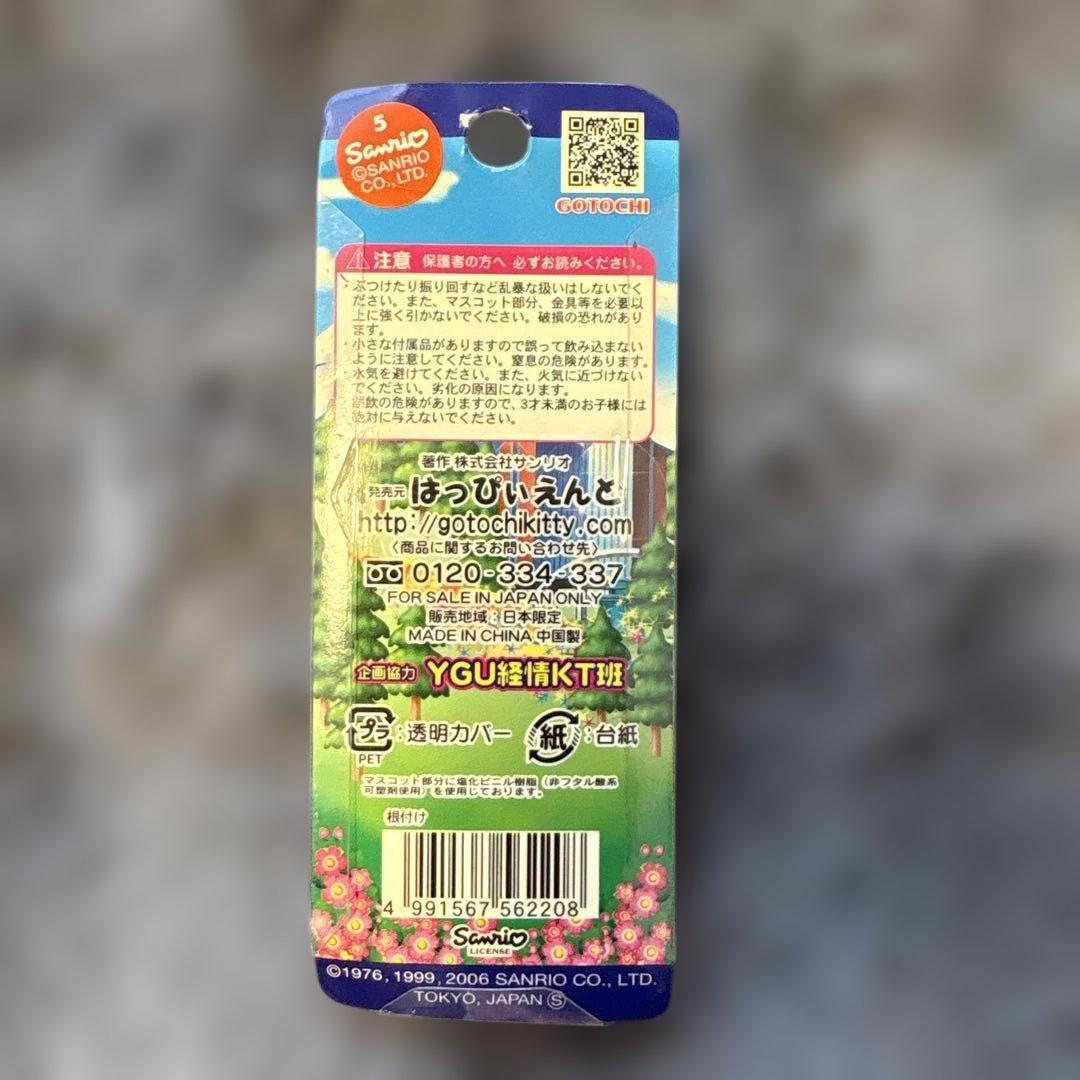 5
Sanrio
©SANRIO
CO., LTD.
GOTOCHI
注意 保護者の方へ 必ずお読みください。
・ぶつけたり振り回すなど乱暴な扱いはしないでく
ださい。また、マスコット部分、金具等を必要以
上に強く引かないでください。破損の恐れがあり
ます。
・小さな付属品がありますので誤って飲み込まない
ように注意してください。窒息の危険があります。
水気を避けてください。また、火気に近づけない
でください。劣化の原因になります。
誤飲の危険がありますので、3才未満のお子様には
絶対に与えないでください。
著作 株式会社サンリオ
発売元 はっぴぃえんど
http://gotochikitty.com
〈商品に関するお問い合わせ先〉
0120-334-337
FOR SALE IN JAPAN ONLY
販売地域:日本限定
MADE IN CHINA 中国製
企画協力 YGU経情KT班
プラ:透明カバー 紙:台紙
PET
マスコット部分に塩化ビニル樹脂(非フタル酸系
可塑剤使用)を使用しております。
根付け
4 991567 562208
Sanrio
LICENSE
©1976, 1999, 2006 SANRIO CO., LTD.
TOKYO, JAPAN Ⓢ